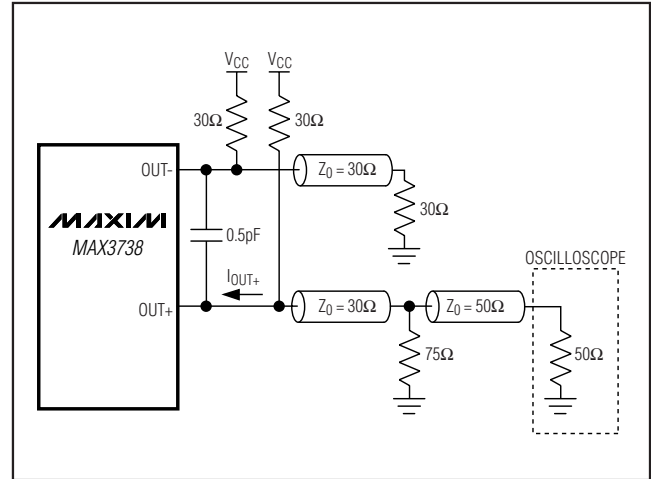 VCC VCC
30Ω 30Ω
OUT-
Z0 = 30Ω
MAXIM
MAX3738
0.5pF
30Ω
OSCILLOSCOPE
IOUT+
OUT+
Z0 = 30Ω Z0 = 50Ω
75Ω
50Ω